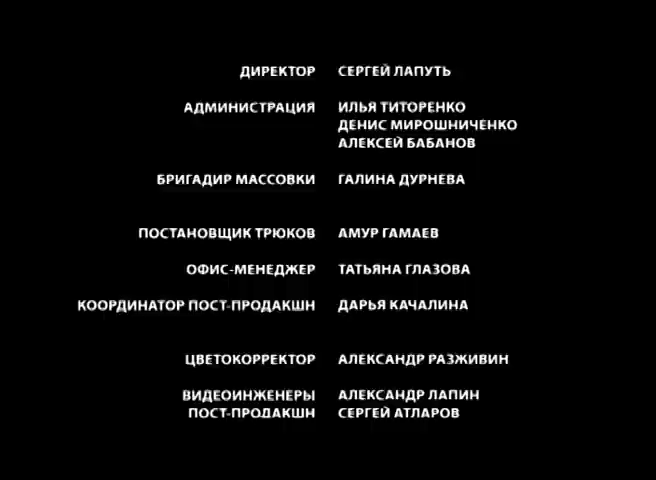 ДИРЕКТОР СЕРГЕЙ ЛАПУТЬ
АДМИНИСТРАЦИЯ ИЛЬЯ ТИТОРЕНКО
ДЕНИС МИРОШНИЧЕНКО
АЛЕКСЕЙ БАБАНОВ
БРИГАДИР МАССОВКИ ГАЛИНА ДУРНЕВА
ПОСТАНОВЩИК ТРЮКОВ АМУР ГАМАЕВ
ОФИС-МЕНЕДЖЕР ТАТЬЯНА ГЛАЗОВА
КООРДИНАТОР ПОСТ-ПРОДАКШН ДАРЬЯ КАЧАЛИНА
ЦВЕТОКОРРЕКТОР АЛЕКСАНДР РАЗЖИВИН
ВИДЕОИНЖЕНЕРЫ АЛЕКСАНДР ЛАПИН
ПОСТ-ПРОДАКШН СЕРГЕЙ АТЛАРОВ